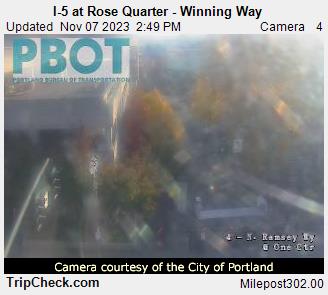 I-5 at Rose Quarter - Winning Way
Updated Nov 07 2023 2:49 PM Camera 4
PBOT
PORTLAND BUREAU OF TRANSPORTATION
4 - N. Ramsey Wy
@ One Ctr
Camera courtesy of the City of Portland
TripCheck.com Milepost302.00